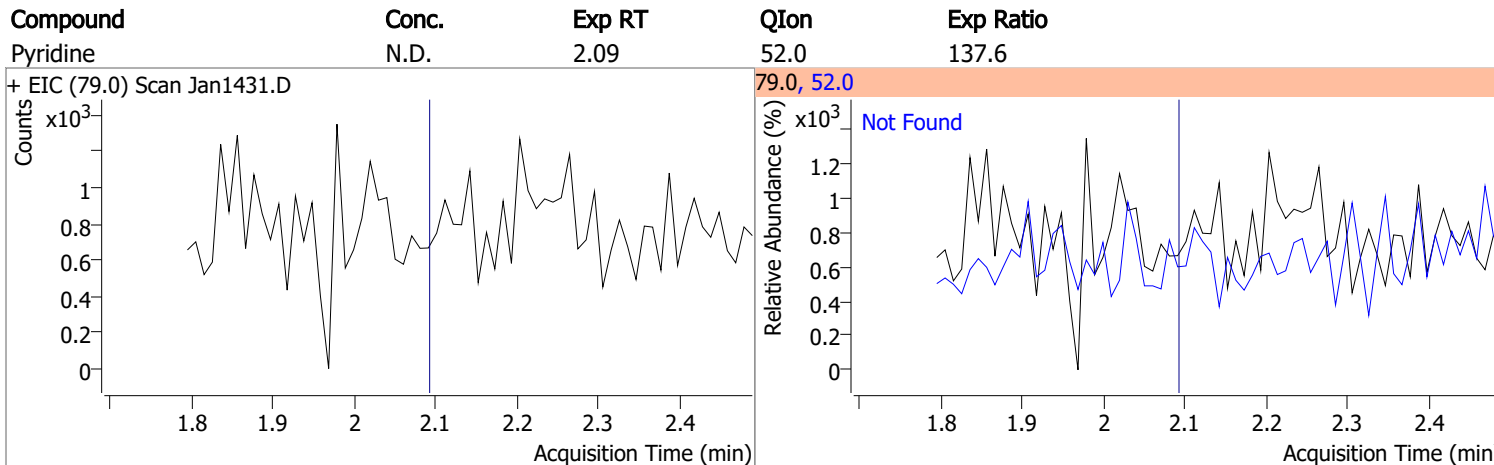 Compound Conc. Exp RT QIon Exp Ratio
Pyridine N.D. 2.09 52.0 137.6
+ EIC (79.0) Scan Jan1431.D
Counts
x10³
1
0.8
0.6
0.4
0.2
0
1.8 1.9 2 2.1 2.2 2.3 2.4
Acquisition Time (min)
79.0, 52.0
Relative Abundance (%)
x10³
Not Found
1.2
1
0.8
0.6
0.4
0.2
0
1.8 1.9 2 2.1 2.2 2.3 2.4
Acquisition Time (min